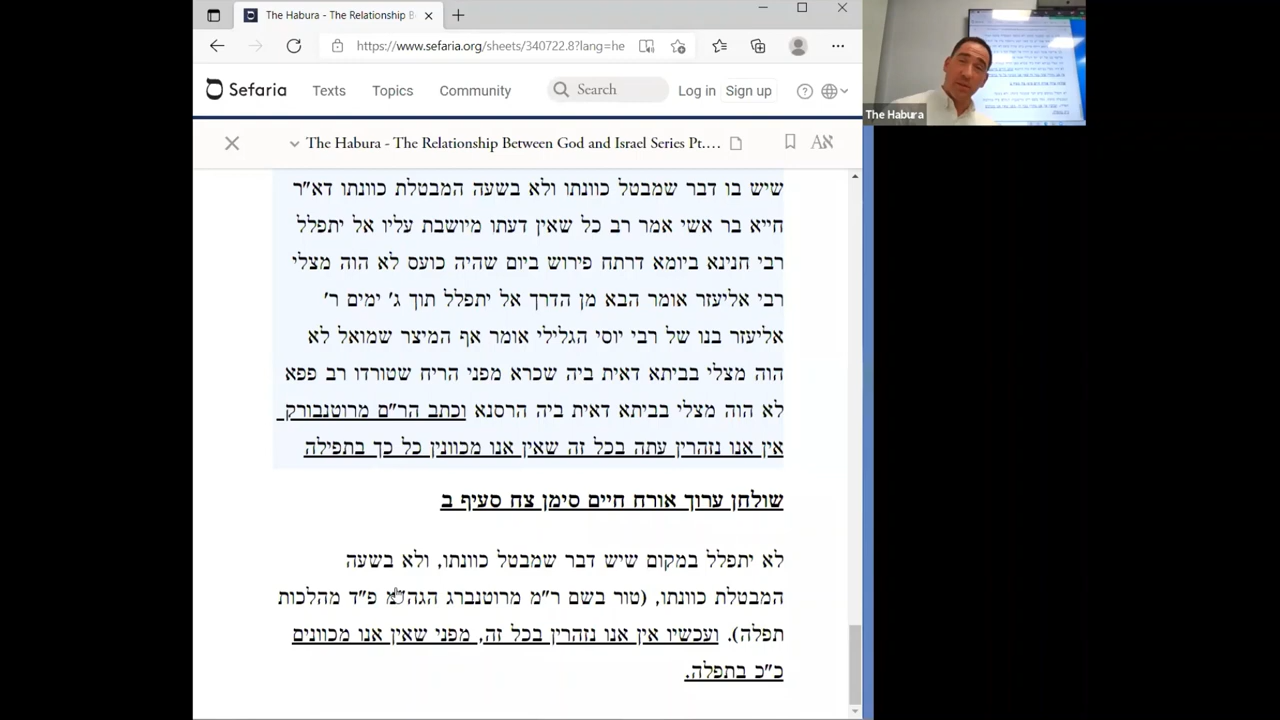 The Habura - The Relationship B
ps://www.sefaria.org/sheets/340722.8?lang=he
Sefaria
Topics
Comm
Search
Log in
Sign up
The Habura
The Habura - The Relationship Between God and Israel Series Pt....
שיש בו דבר שמבטל כוונתו ולא בשעה המבטלת כוונתו דא"ר
חייא בר אשי אמר רב כל שאין דעתו מיושבת עליו אל יתפלל
רבי חנינא ביומא דרתח פירוש ביום שהיה כועס לא הוה מצלי
רבי אליעזר אומר הבא מן הדרך אל יתפלל תוך ג' ימים ר'
אליעזר בנו של רבי יוסי הגלילי אומר אף המיצר שמואל לא
הוה מצלי בביתא דאית ביה שכרא מפני הריח שטורדו רב פפא
לא הוה מצלי בביתא דאית ביה הרסנא וכתב הר"ם מרוטנבורק
אין אנו נזהרין עתה בכל זה שאין אנו מכוונין כל כך בתפילה
שולחן ערוך אורח חיים סימן צח סעיף ב
לא יתפלל במקום שיש דבר שמבטל כוונתו, ולא בשעה
המבטלת כוונתו, (טור בשם ר"מ מרוטנברג הגה"מ פ"ד מהלכות
תפלה). ועכשיו אין אנו נזהרין בכל זה, מפני שאין אנו מכוונים
כ"כ בתפלה.